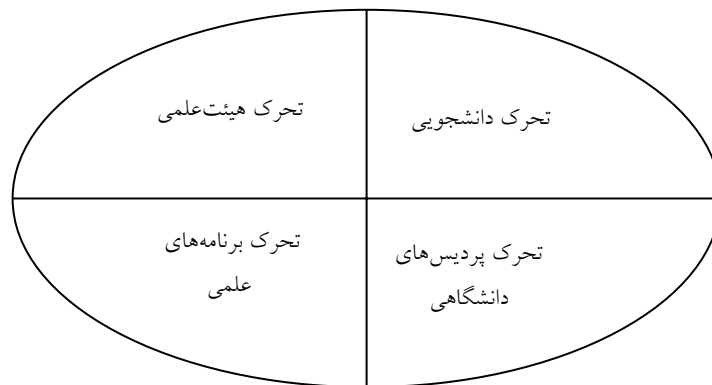 تحرک دانشجویی
تحرک هیئت‌علمی
تحرک پردیس‌های
دانشگاهی
تحرک برنامه‌های
علمی